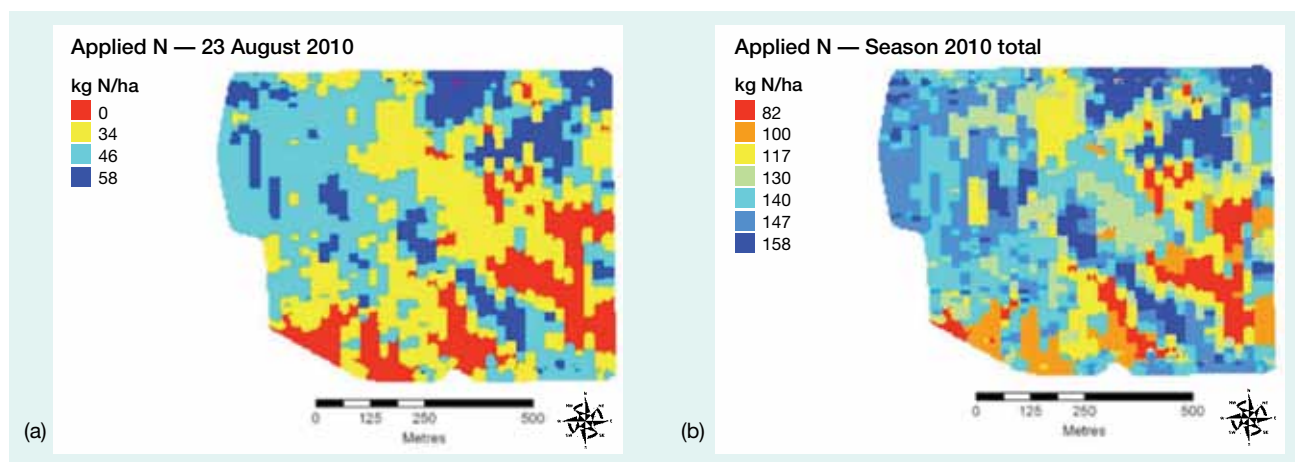 Applied N — 23 August 2010
kg N/ha
0
34
46
58
0 125 250 500
Metres
(a)
Applied N — Season 2010 total
kg N/ha
82
100
117
130
140
147
158
0 125 250 500
Metres
(b)